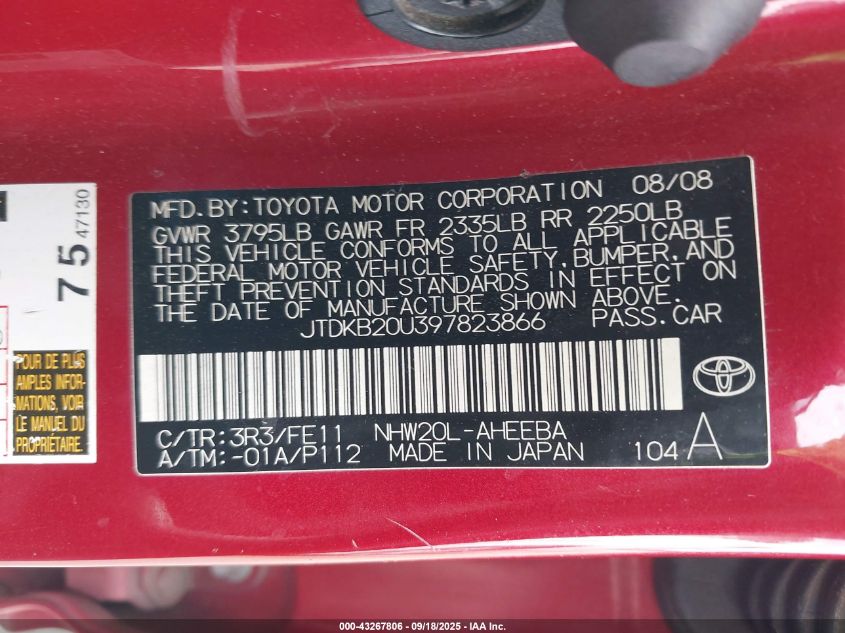 MFD. BY: TOYOTA MOTOR CORPORATION 08/08
GVWR 3795LB GAWR FR 2335LB RR 2250LB
THIS VEHICLE CONFORMS TO ALL APPLICABLE
FEDERAL MOTOR VEHICLE SAFETY, BUMPER, AND
THEFT PREVENTION STANDARDS IN EFFECT ON
THE DATE OF MANUFACTURE SHOWN ABOVE.
JTDKB20U397823866 PASS. CAR
C/TR: 3R3/FE11 NHW20L-AHEEBA
A/TM: -01A/P112 MADE IN JAPAN 104 A
75 47130
POUR DE PLUS
AMPLES INFOR-
MATIONS, VOIR
LE MANUEL DU
PROPRIÉTAIRE.
000-43267806 - 09/18/2025 - IAA Inc.